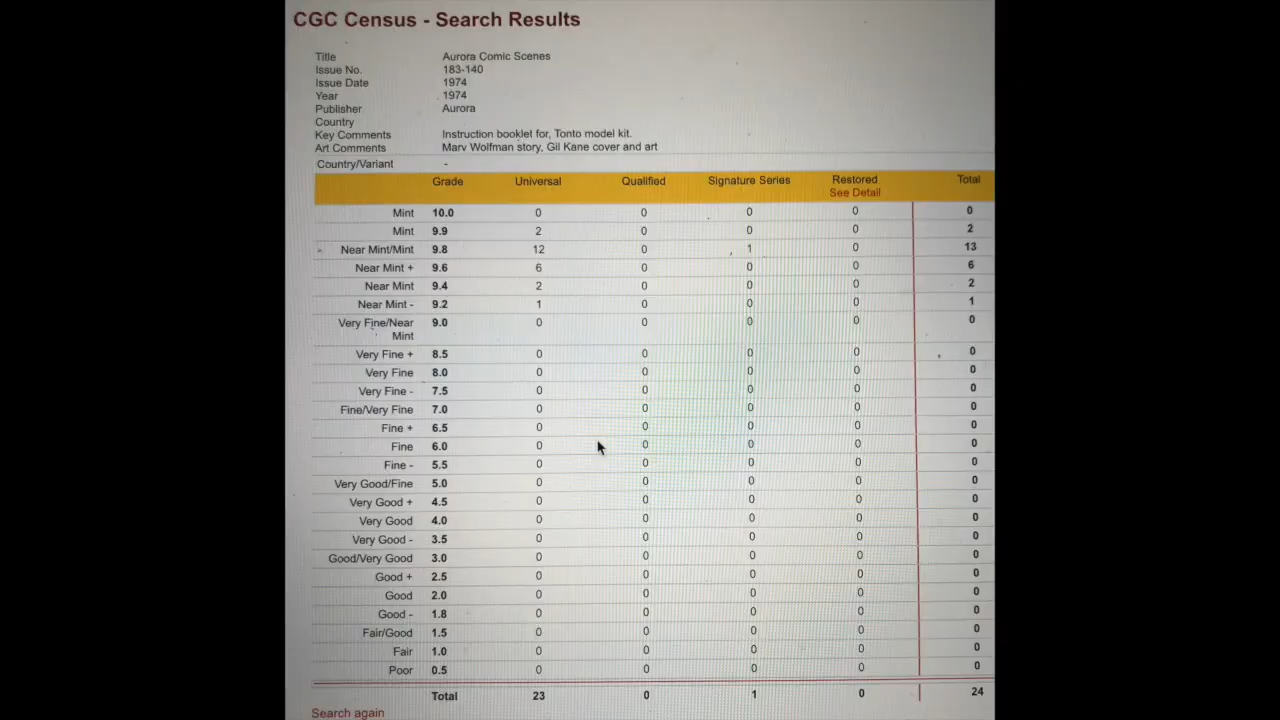 CGC Census - Search Results
Title Aurora Comic Scenes
Issue No. 183-140
Issue Date 1974
Year 1974
Publisher Aurora
Country
Key Comments Instruction booklet for, Tonto model kit.
Art Comments Marv Wolfman story, Gil Kane cover and art
Country/Variant -
Grade Universal Qualified Signature Series Restored Total
See Detail
Mint 10.0 0 0 0 0 0
Mint 9.9 2 0 0 0 2
Near Mint/Mint 9.8 12 0 1 0 13
Near Mint + 9.6 6 0 0 0 6
Near Mint 9.4 2 0 0 0 2
Near Mint - 9.2 1 0 0 0 1
Very Fine/Near 9.0 0 0 0 0 0
Mint
Very Fine + 8.5 0 0 0 0 0
Very Fine 8.0 0 0 0 0 0
Very Fine - 7.5 0 0 0 0 0
Fine/Very Fine 7.0 0 0 0 0 0
Fine + 6.5 0 0 0 0 0
Fine 6.0 0 0 0 0 0
Fine - 5.5 0 0 0 0 0
Very Good/Fine 5.0 0 0 0 0 0
Very Good + 4.5 0 0 0 0 0
Very Good 4.0 0 0 0 0 0
Very Good - 3.5 0 0 0 0 0
Good/Very Good 3.0 0 0 0 0 0
Good + 2.5 0 0 0 0 0
Good 2.0 0 0 0 0 0
Good - 1.8 0 0 0 0 0
Fair/Good 1.5 0 0 0 0 0
Fair 1.0 0 0 0 0 0
Poor 0.5 0 0 0 0 0
Total 23 0 1 0 24
Search again